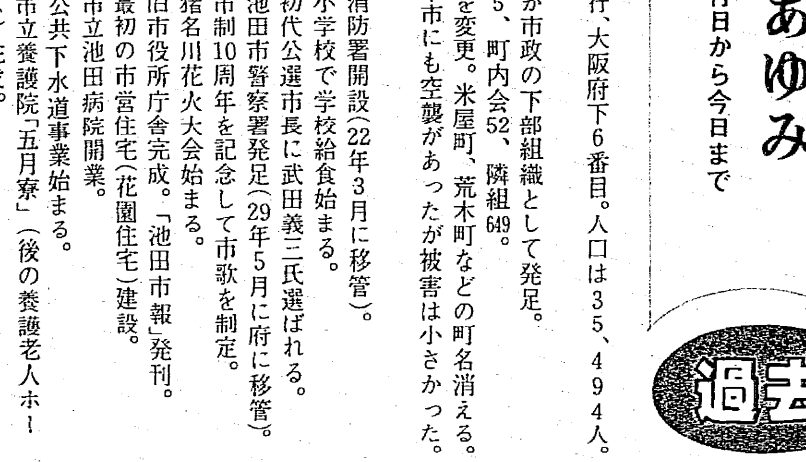 あゆみ
日から今日まで
過去
行、大阪府下6番目。人口は35、494人。
が市政の下部組織として発足。
5、町内会52、隣組649。
を変更。米屋町、荒木町などの町名消える。
市にも空襲があったが被害は小さかった。
消防署開設(22年3月に移管)。
小学校で学校給食始まる。
初代公選市長に武田義三氏選ばれる。
池田市警察署発足(29年5月に府に移管)。
市制10周年を記念して市歌を制定。
猪名川花火大会始まる。
旧市役所庁舎完成。「池田市報」発刊。
最初の市営住宅(花園住宅)建設。
市立池田病院開業。
公共下水道事業始まる。
市立養護院「五月寮」(後の養護老人ホー